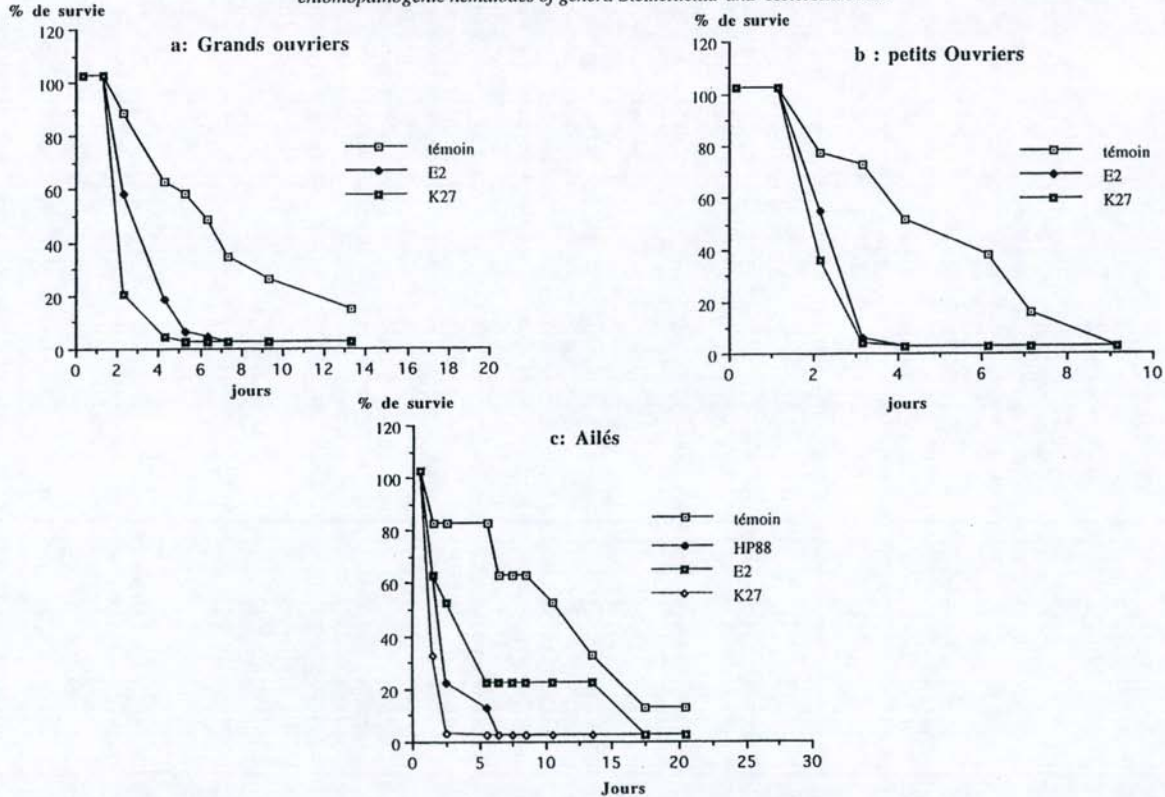 entomopathogenic nematodes of genera
% de survie
a: Grands ouvriers
120
100
80
60
40
20
0
0 2 4 6 8 10 12 14 16 18 20
jours
témoin
E2
K27
% de survie
b : petits Ouvriers
120
100
80
60
40
20
0
0 2 4 6 8 10
jours
témoin
E2
K27
% de survie
c: Ailés
120
100
80
60
40
20
0
0 5 10 15 20 25 30
Jours
témoin
HP88
E2
K27